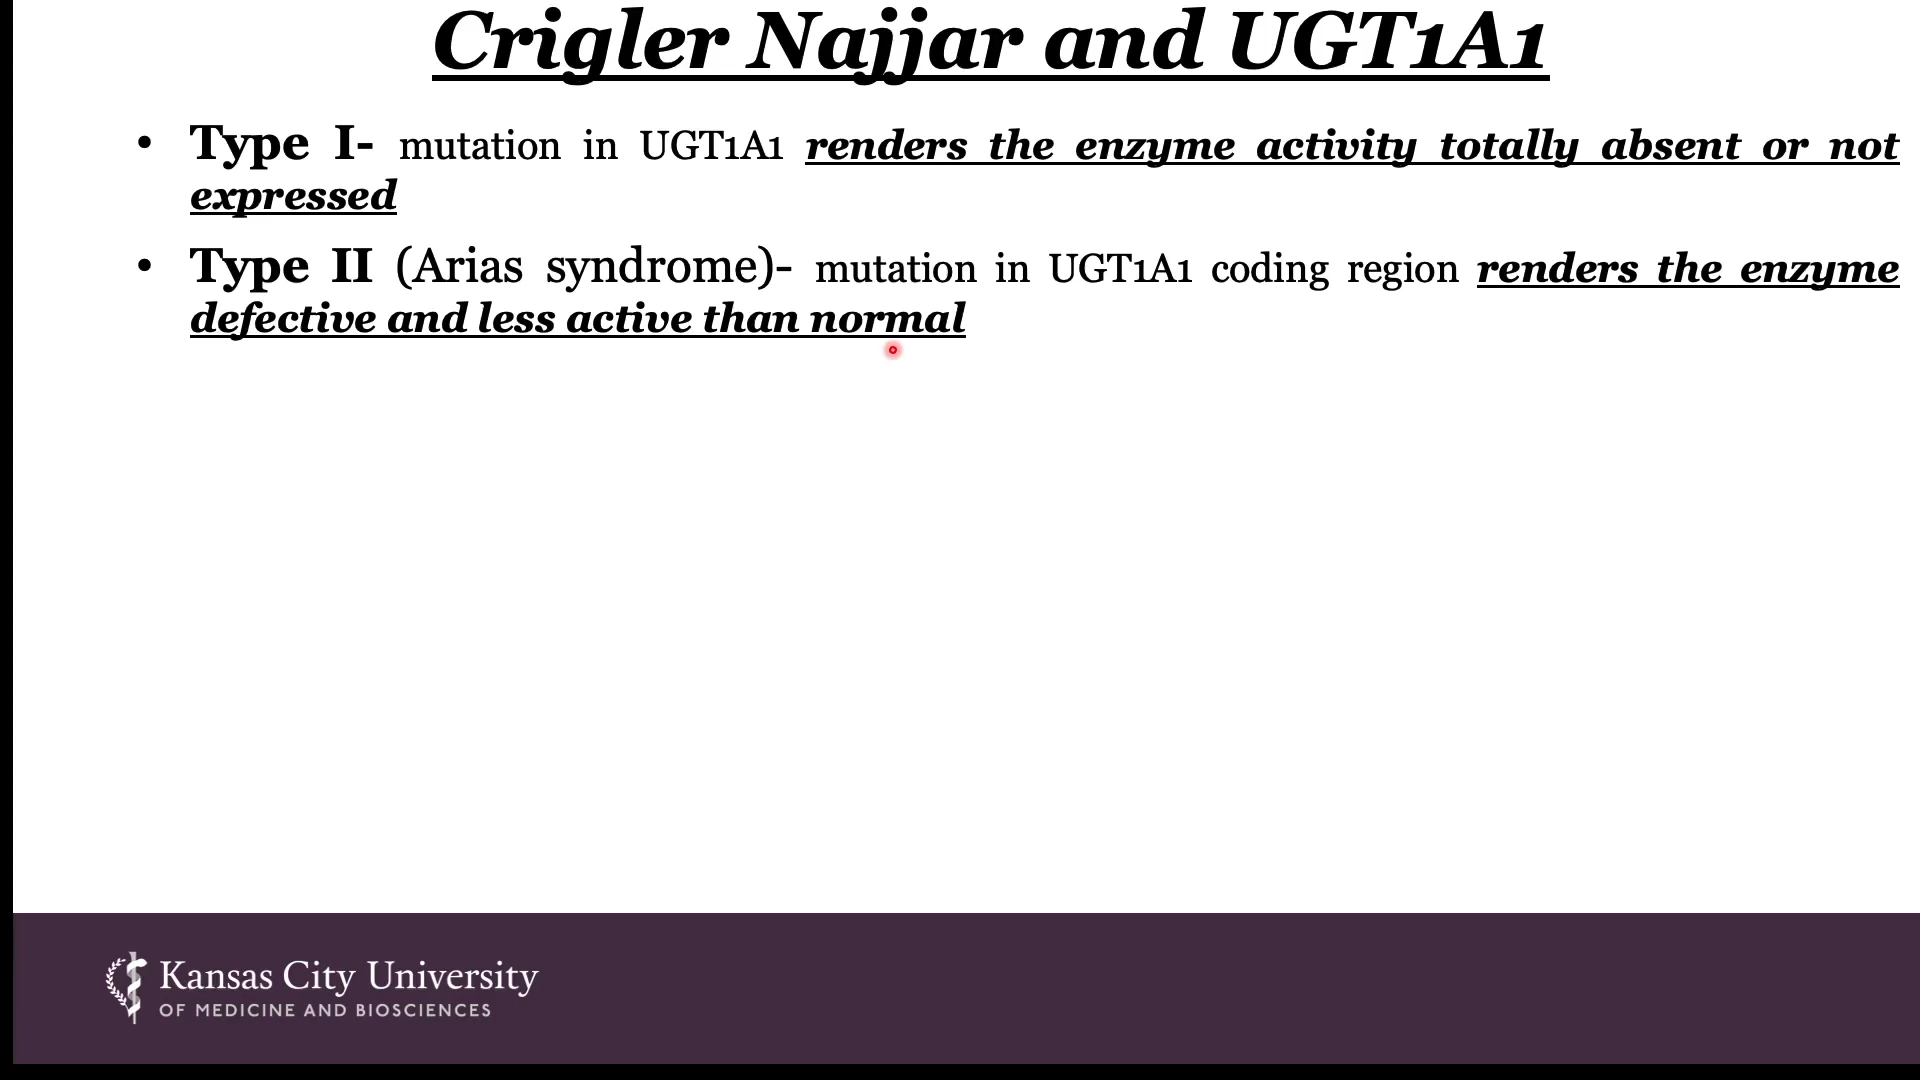 Crigler Najjar and UGT1A1
• Type I- mutation in UGT1A1 renders the enzyme activity totally absent or not
expressed
• Type II (Arias syndrome)- mutation in UGT1A1 coding region renders the enzyme
defective and less active than normal
Kansas City University
OF MEDICINE AND BIOSCIENCES